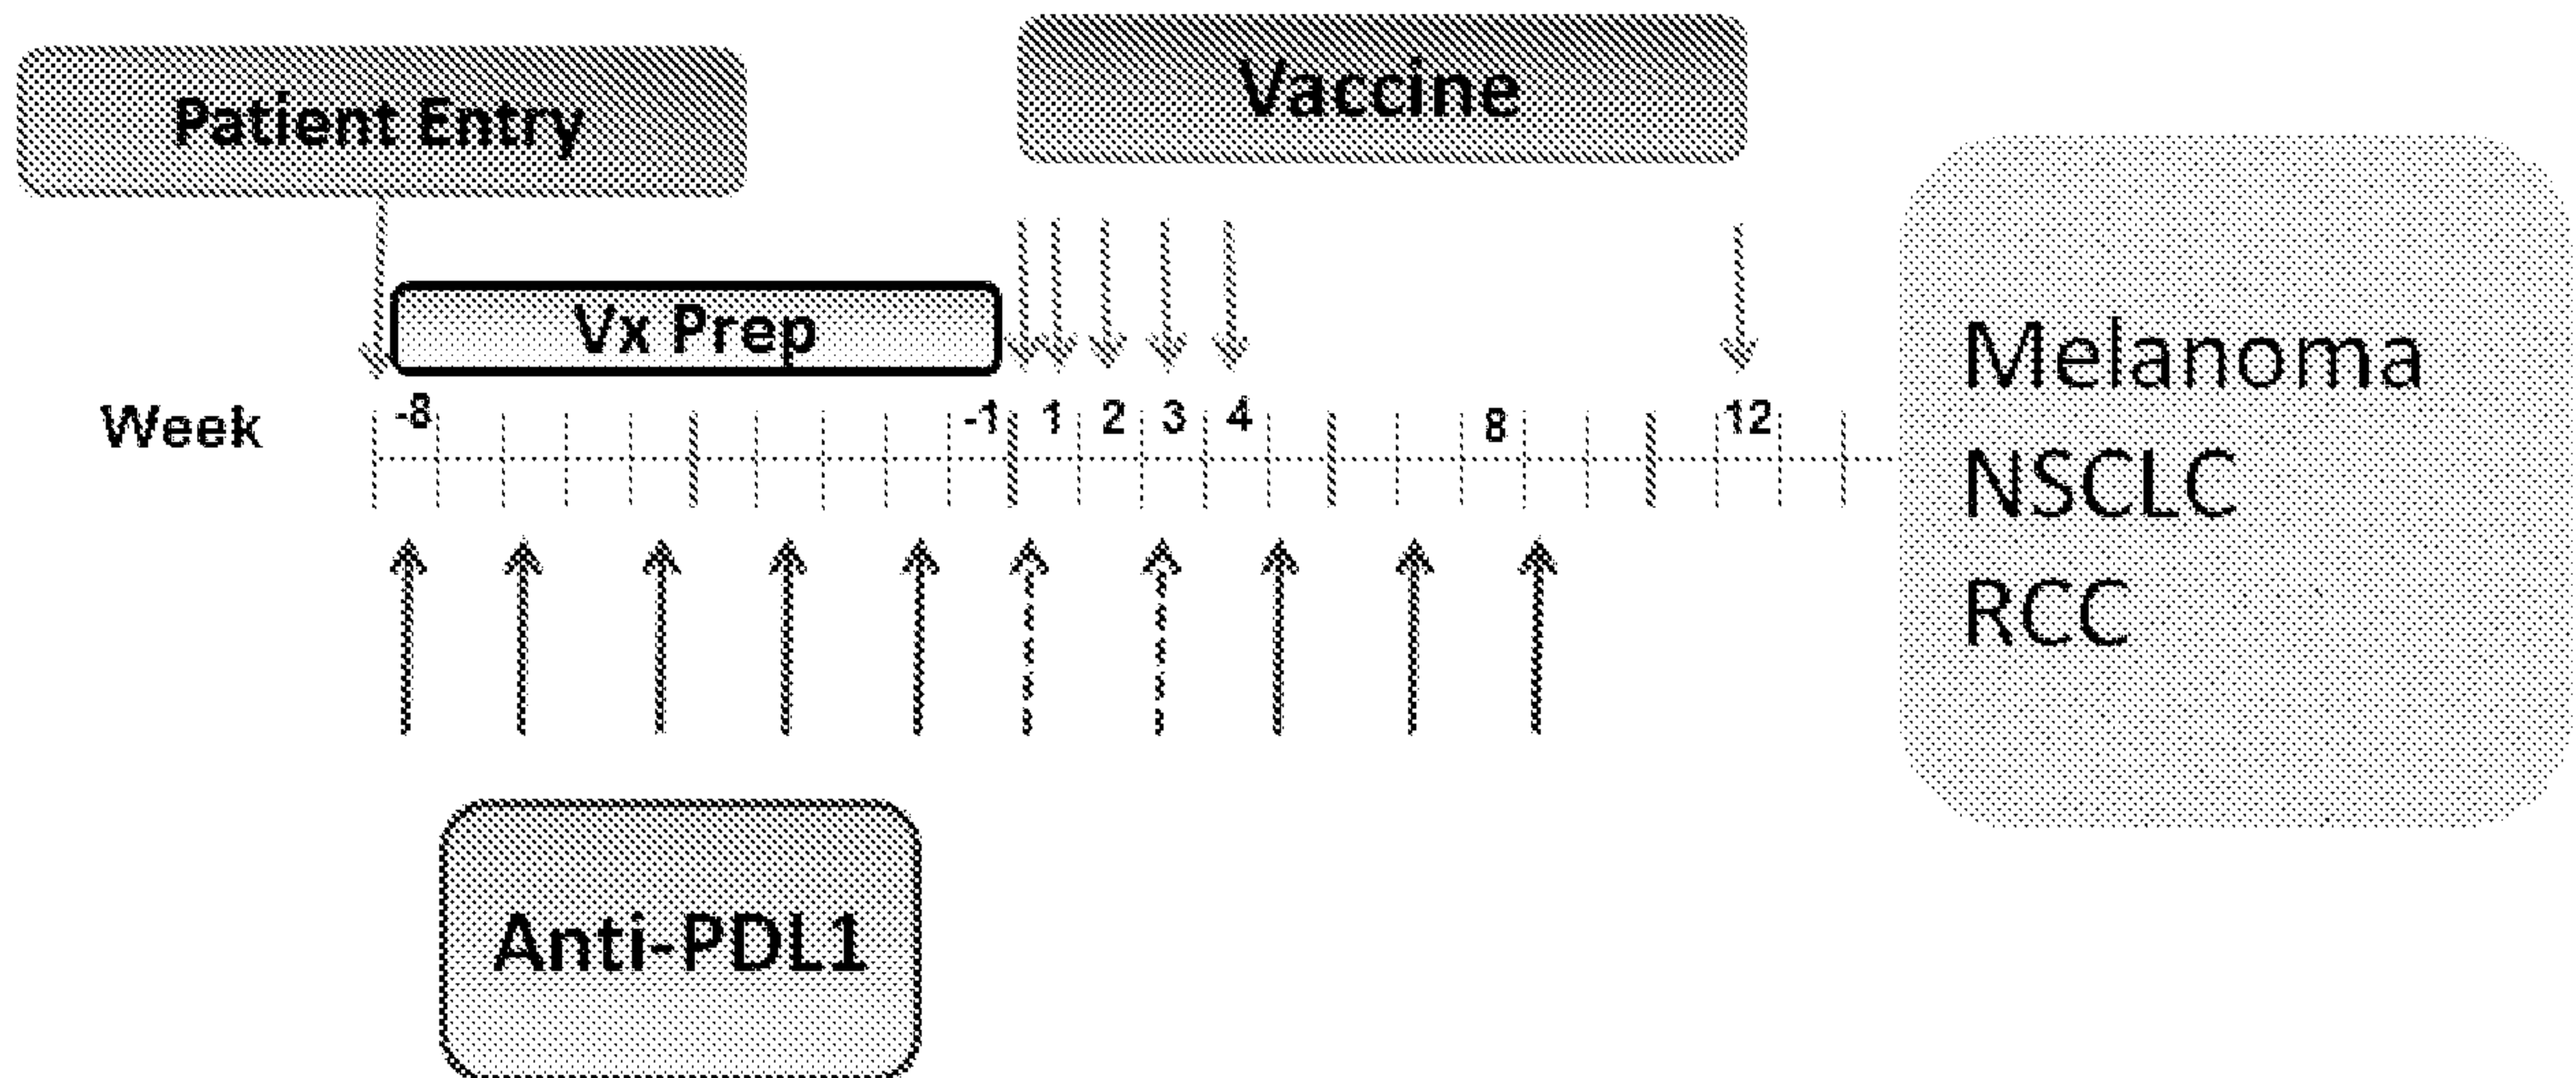 Patient Entry
Vaccine
Vx Prep
Week -8 -1 1 2 3 4 8 12
Melanoma
NSCLC
RCC
Anti-PDL1